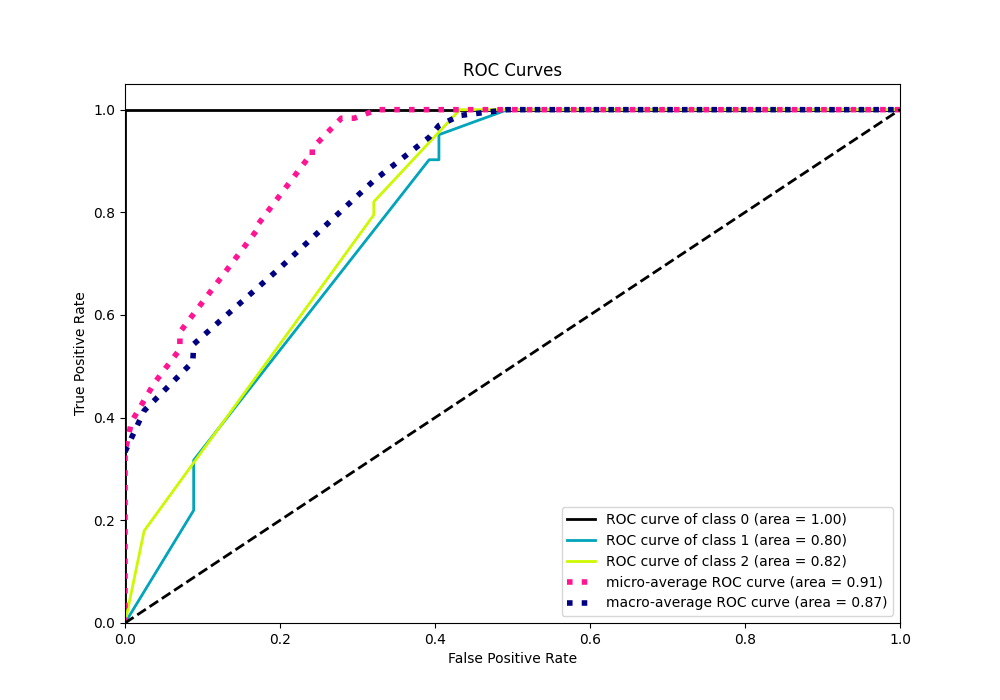 ROC Curves
True Positive Rate
1.0
0.8
0.6
0.4
0.2
0.0
0.0 0.2 0.4 0.6 0.8 1.0
False Positive Rate
ROC curve of class 0 (area = 1.00)
ROC curve of class 1 (area = 0.80)
ROC curve of class 2 (area = 0.82)
micro-average ROC curve (area = 0.91)
macro-average ROC curve (area = 0.87)